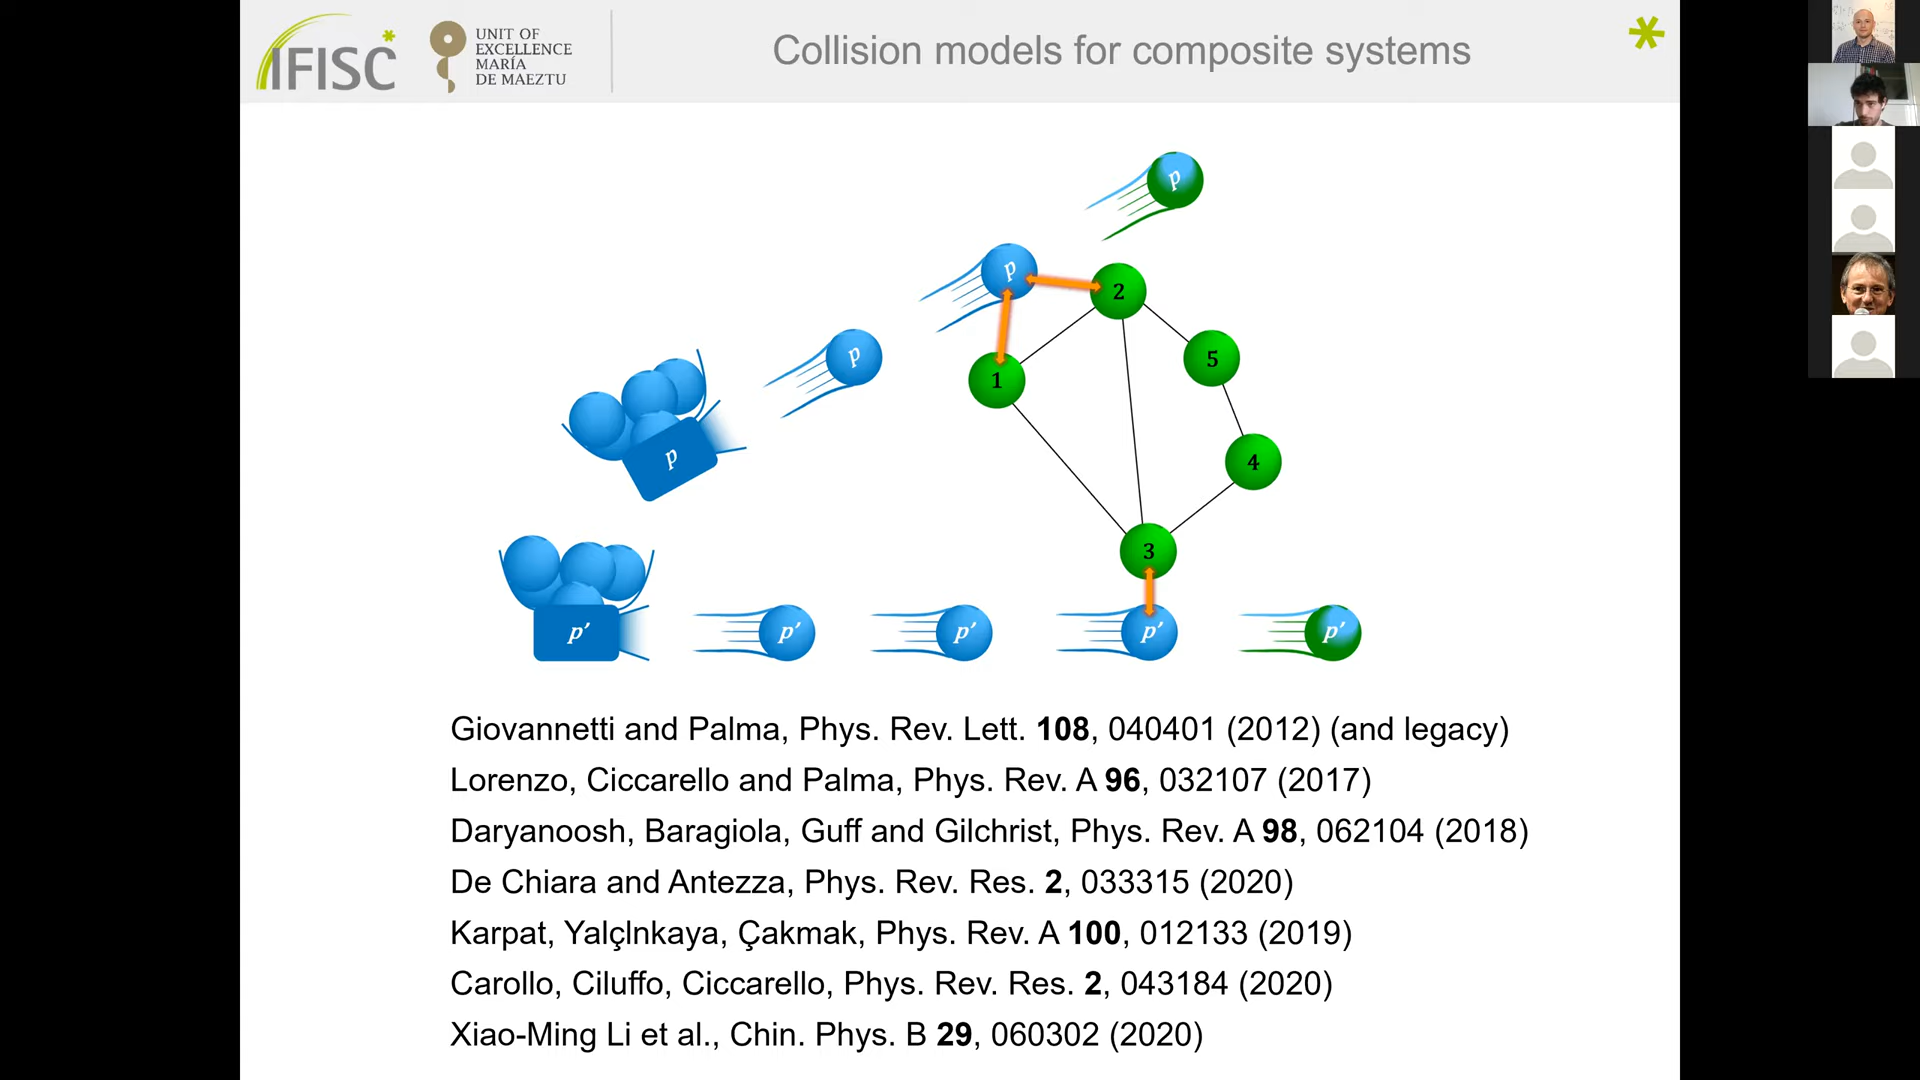 IFISC
UNIT OF
EXCELLENCE
MARÍA
DE MAEZTU
Collision models for composite systems
p
p
2
p
5
1
p
4
3
p'
p'
p'
p'
p'
Giovannetti and Palma, Phys. Rev. Lett. 108, 040401 (2012) (and legacy)
Lorenzo, Ciccarello and Palma, Phys. Rev. A 96, 032107 (2017)
Daryanoosh, Baragiola, Guff and Gilchrist, Phys. Rev. A 98, 062104 (2018)
De Chiara and Antezza, Phys. Rev. Res. 2, 033315 (2020)
Karpat, Yalçlnkaya, Çakmak, Phys. Rev. A 100, 012133 (2019)
Carollo, Ciluffo, Ciccarello, Phys. Rev. Res. 2, 043184 (2020)
Xiao-Ming Li et al., Chin. Phys. B 29, 060302 (2020)